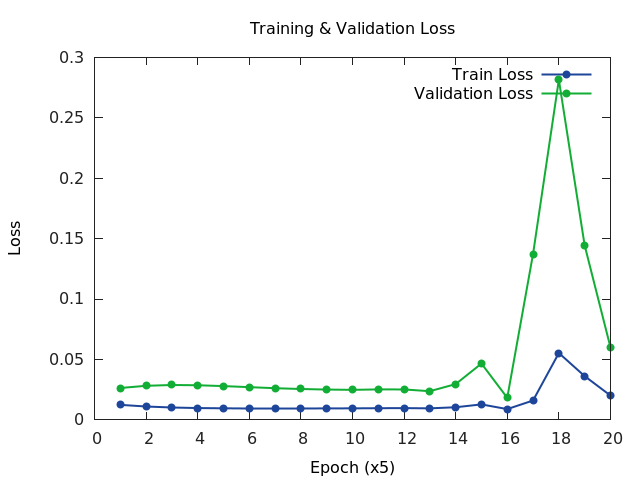 Training & Validation Loss
Train Loss
Validation Loss
0.3
0.25
0.2
0.15
0.1
0.05
0
Loss
0 2 4 6 8 10 12 14 16 18 20
Epoch (x5)